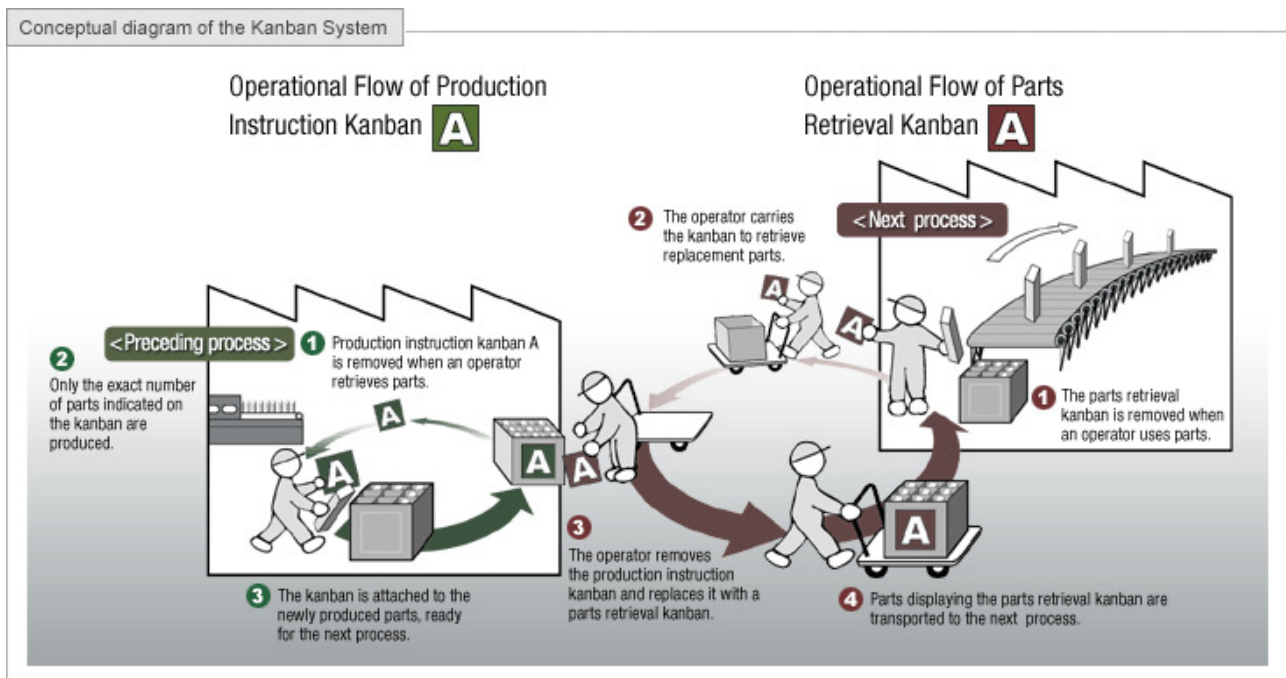 Conceptual diagram of the Kanban System
Operational Flow of Production
Instruction Kanban A
Operational Flow of Parts
Retrieval Kanban A
<Preceding process>
1 Production instruction kanban A
is removed when an operator
retrieves parts.
2
Only the exact number
of parts indicated on
the kanban are
produced.
A
A
A
A
3 The kanban is attached to the
newly produced parts, ready
for the next process.
<Next process>
1 The parts retrieval
kanban is removed when
an operator uses parts.
2 The operator carries
the kanban to retrieve
replacement parts.
A
A
3
The operator removes
the production instruction
kanban and replaces it with a
parts retrieval kanban.
A
4 Parts displaying the parts retrieval kanban are
transported to the next process.